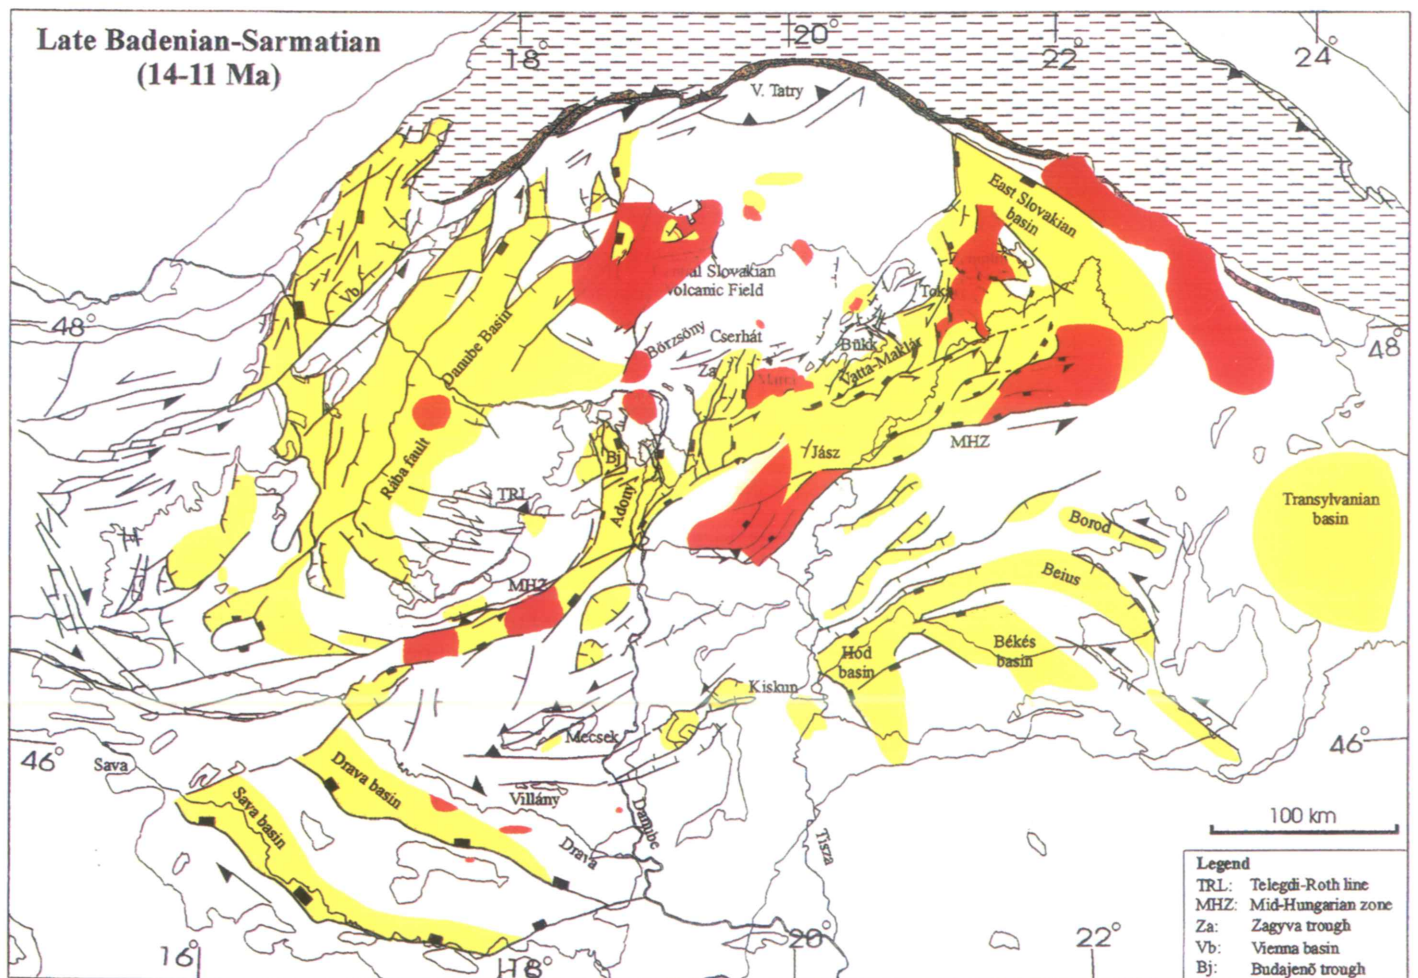 Late Badenian-Sarmatian
(14-11 Ma)
18°
20°
22°
24°
V. Tatry
East Slovakian
basin
Vb
48°
Danube Basin
Slovakian
Volcanic Field
Börzsöny
Cserhát
Za
Bükk
Vatta-Maklár
48°
Rába fault
Bj
Jász
MHZ
TRL
Adony
Transylvanian
basin
Borod
Beius
MHZ
Hód
basin
Békés
basin
Kiskun
46°
Mecsek
46°
Sava
Drava basin
Sava basin
Villány
Drava
Danube
Tisza
100 km
16°
18°
20°
22°
Legend
TRL: Telegdi-Roth line
MHZ: Mid-Hungarian zone
Za: Zagyva trough
Vb: Vienna basin
Bj: Budajenő trough